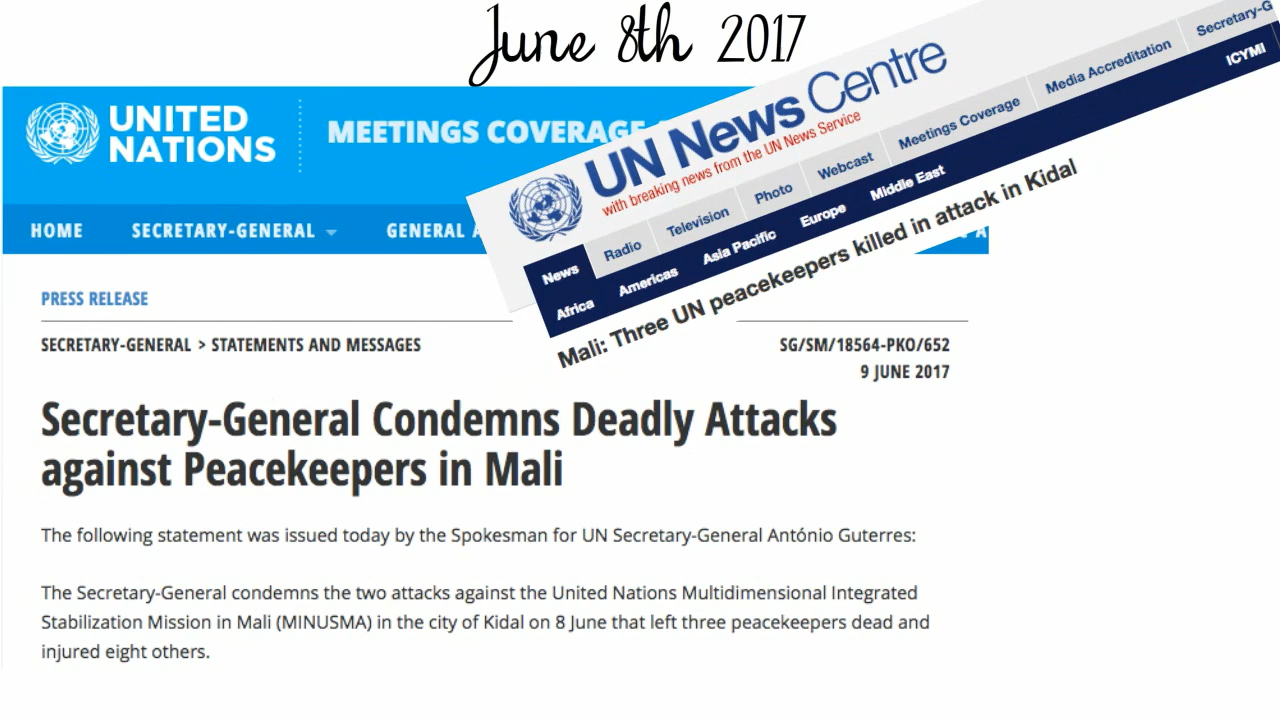 June 8th 2017
UNITED
NATIONS
MEETINGS COVERAGE
HOME SECRETARY-GENERAL GENERAL A
UN News Centre
with breaking news from the UN News Service
News Radio Television Photo Webcast Meetings Coverage Media Accreditation Secretary-G
Africa Americas Asia Pacific Europe Middle East ICYMI
Mali: Three UN peacekeepers killed in attack in Kidal
PRESS RELEASE
SECRETARY-GENERAL > STATEMENTS AND MESSAGES
SG/SM/18564-PKO/652
9 JUNE 2017
Secretary-General Condemns Deadly Attacks
against Peacekeepers in Mali
The following statement was issued today by the Spokesman for UN Secretary-General António Guterres:
The Secretary-General condemns the two attacks against the United Nations Multidimensional Integrated
Stabilization Mission in Mali (MINUSMA) in the city of Kidal on 8 June that left three peacekeepers dead and
injured eight others.